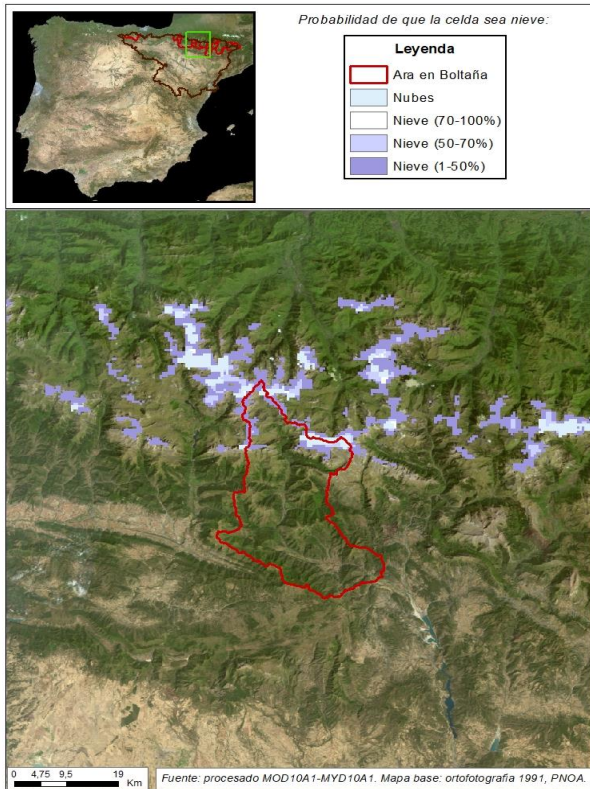 Probabilidad de que la celda sea nieve:
Leyenda
Ara en Boltaña
Nubes
Nieve (70-100%)
Nieve (50-70%)
Nieve (1-50%)
0 4,75 9,5 19
Km
Fuente: procesado MOD10A1-MYD10A1. Mapa base: ortofotografía 1991, PNOA.